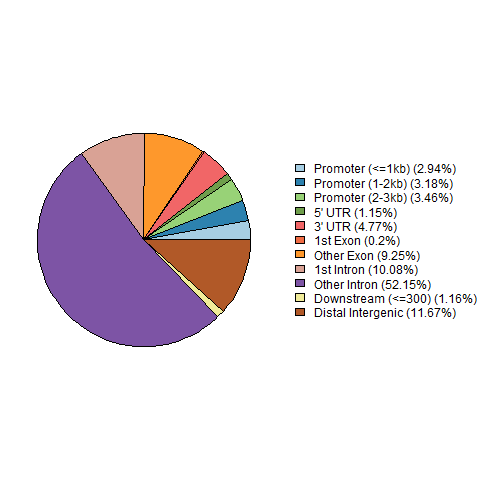 Promoter (<=1kb) (2.94%)
Promoter (1-2kb) (3.18%)
Promoter (2-3kb) (3.46%)
5' UTR (1.15%)
3' UTR (4.77%)
1st Exon (0.2%)
Other Exon (9.25%)
1st Intron (10.08%)
Other Intron (52.15%)
Downstream (<=300) (1.16%)
Distal Intergenic (11.67%)